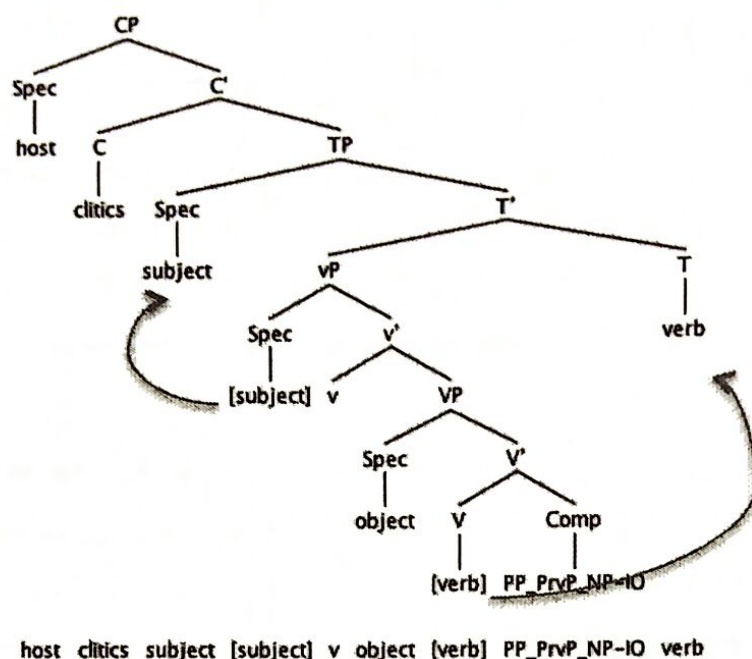 CP
Spec C'
host C TP
clitics Spec T'
subject vP T
Spec v' verb
[subject] v VP
Spec V'
object V Comp
[verb] PP_PrvP_NP-IO
host clitics subject [subject] v object [verb] PP_PrvP_NP-IO verb